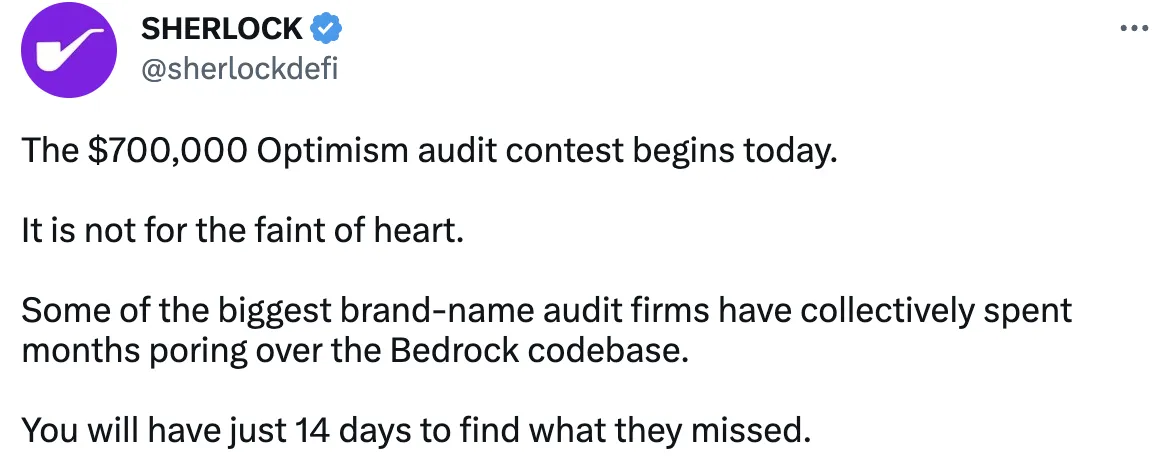 SHERLOCK
@sherlockdefi
The $700,000 Optimism audit contest begins today.
It is not for the faint of heart.
Some of the biggest brand-name audit firms have collectively spent
months poring over the Bedrock codebase.
You will have just 14 days to find what they missed.